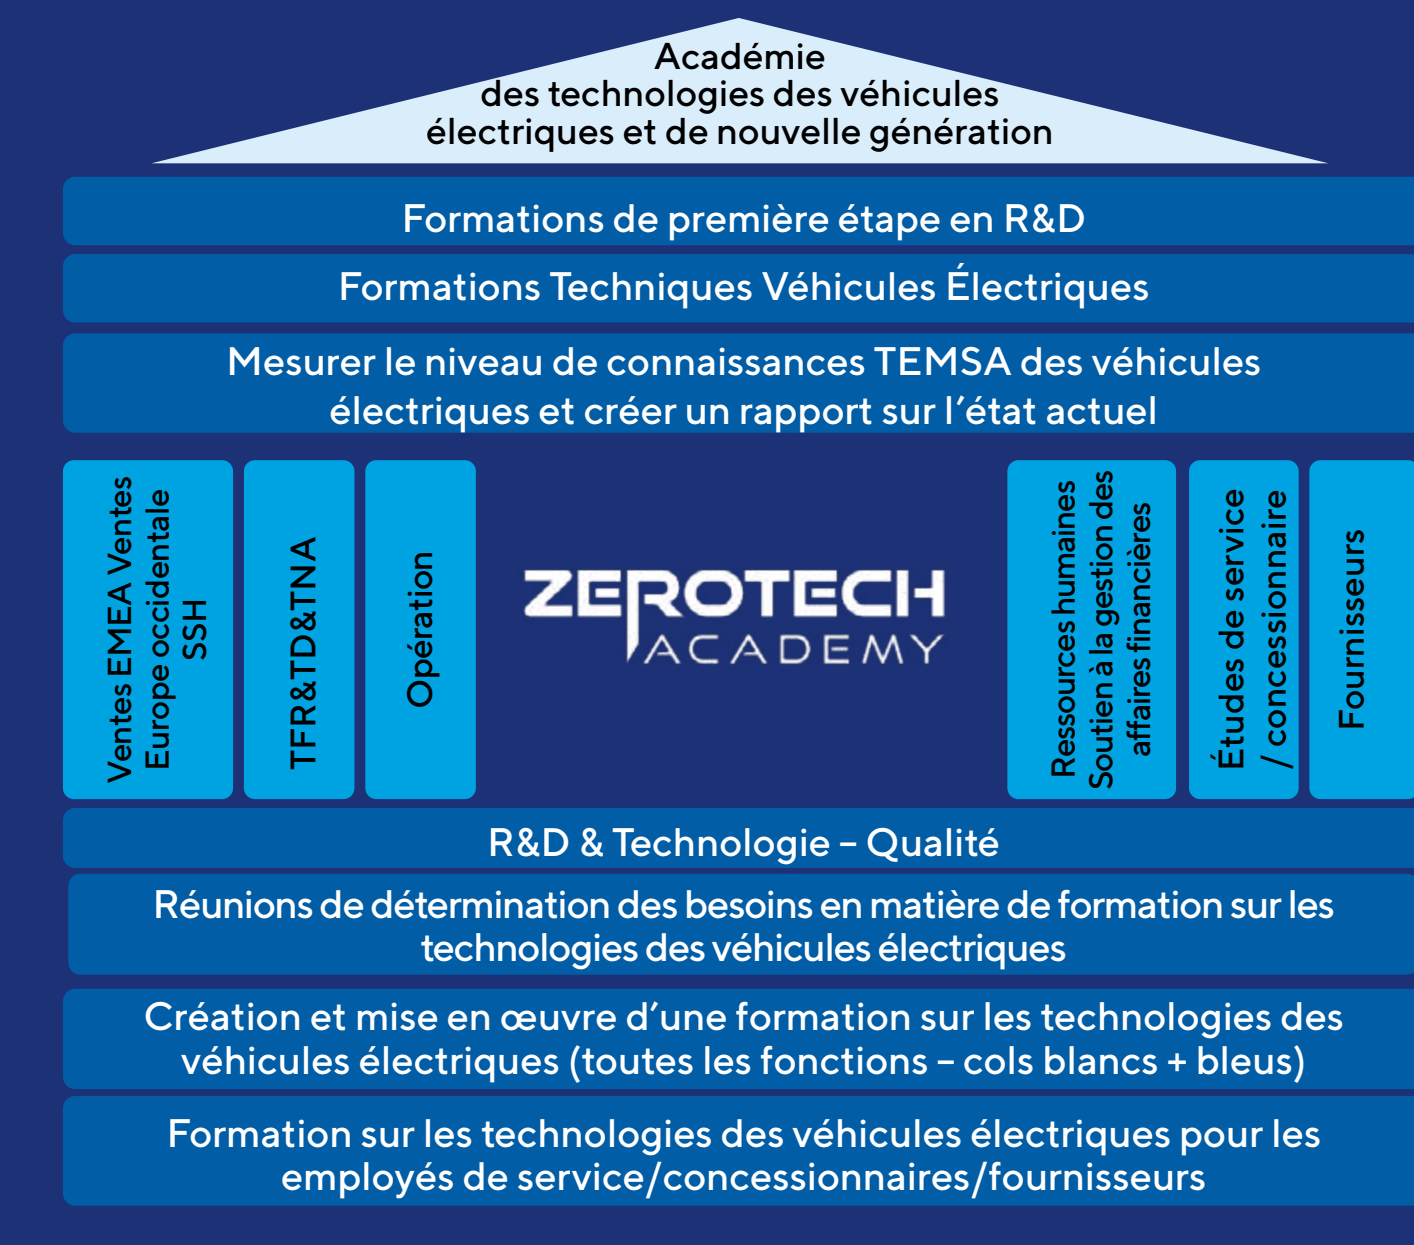 Académie
des technologies des véhicules
électriques et de nouvelle génération
Formations de première étape en R&D
Formations Techniques Véhicules Électriques
Mesurer le niveau de connaissances TEMSA des véhicules
électriques et créer un rapport sur l’état actuel
Ventes EMEA Ventes
Europe occidentale
SSH
TFR&TD&TNA
Opération
ZEROTECH
ACADEMY
Ressources humaines
Soutien à la gestion des
affaires financières
Études de service
/ concessionnaire
Fournisseurs
R&D & Technologie – Qualité
Réunions de détermination des besoins en matière de formation sur les
technologies des véhicules électriques
Création et mise en œuvre d’une formation sur les technologies des
véhicules électriques (toutes les fonctions – cols blancs + bleus)
Formation sur les technologies des véhicules électriques pour les
employés de service/concessionnaires/fournisseurs